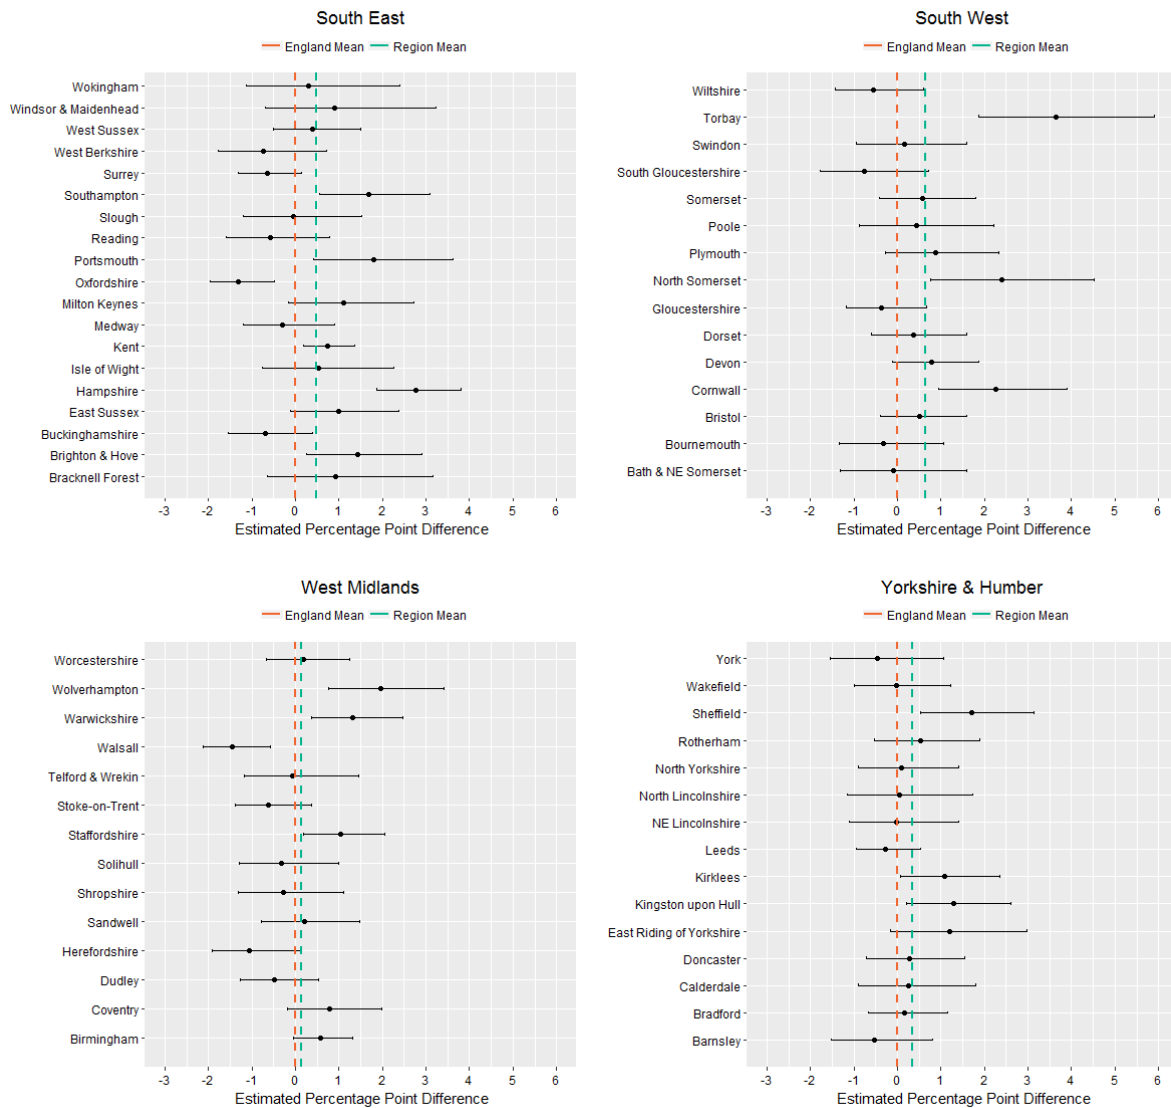 South East
England Mean Region Mean
Wokingham
Windsor & Maidenhead
West Sussex
West Berkshire
Surrey
Southampton
Slough
Reading
Portsmouth
Oxfordshire
Milton Keynes
Medway
Kent
Isle of Wight
Hampshire
East Sussex
Buckinghamshire
Brighton & Hove
Bracknell Forest
-3 -2 -1 0 1 2 3 4 5 6
Estimated Percentage Point Difference
South West
England Mean Region Mean
Wiltshire
Torbay
Swindon
South Gloucestershire
Somerset
Poole
Plymouth
North Somerset
Gloucestershire
Dorset
Devon
Cornwall
Bristol
Bournemouth
Bath & NE Somerset
-3 -2 -1 0 1 2 3 4 5 6
Estimated Percentage Point Difference
West Midlands
England Mean Region Mean
Worcestershire
Wolverhampton
Warwickshire
Walsall
Telford & Wrekin
Stoke-on-Trent
Staffordshire
Solihull
Shropshire
Sandwell
Herefordshire
Dudley
Coventry
Birmingham
-3 -2 -1 0 1 2 3 4 5 6
Estimated Percentage Point Difference
Yorkshire & Humber
England Mean Region Mean
York
Wakefield
Sheffield
Rotherham
North Yorkshire
North Lincolnshire
NE Lincolnshire
Leeds
Kirklees
Kingston upon Hull
East Riding of Yorkshire
Doncaster
Calderdale
Bradford
Barnsley
-3 -2 -1 0 1 2 3 4 5 6
Estimated Percentage Point Difference